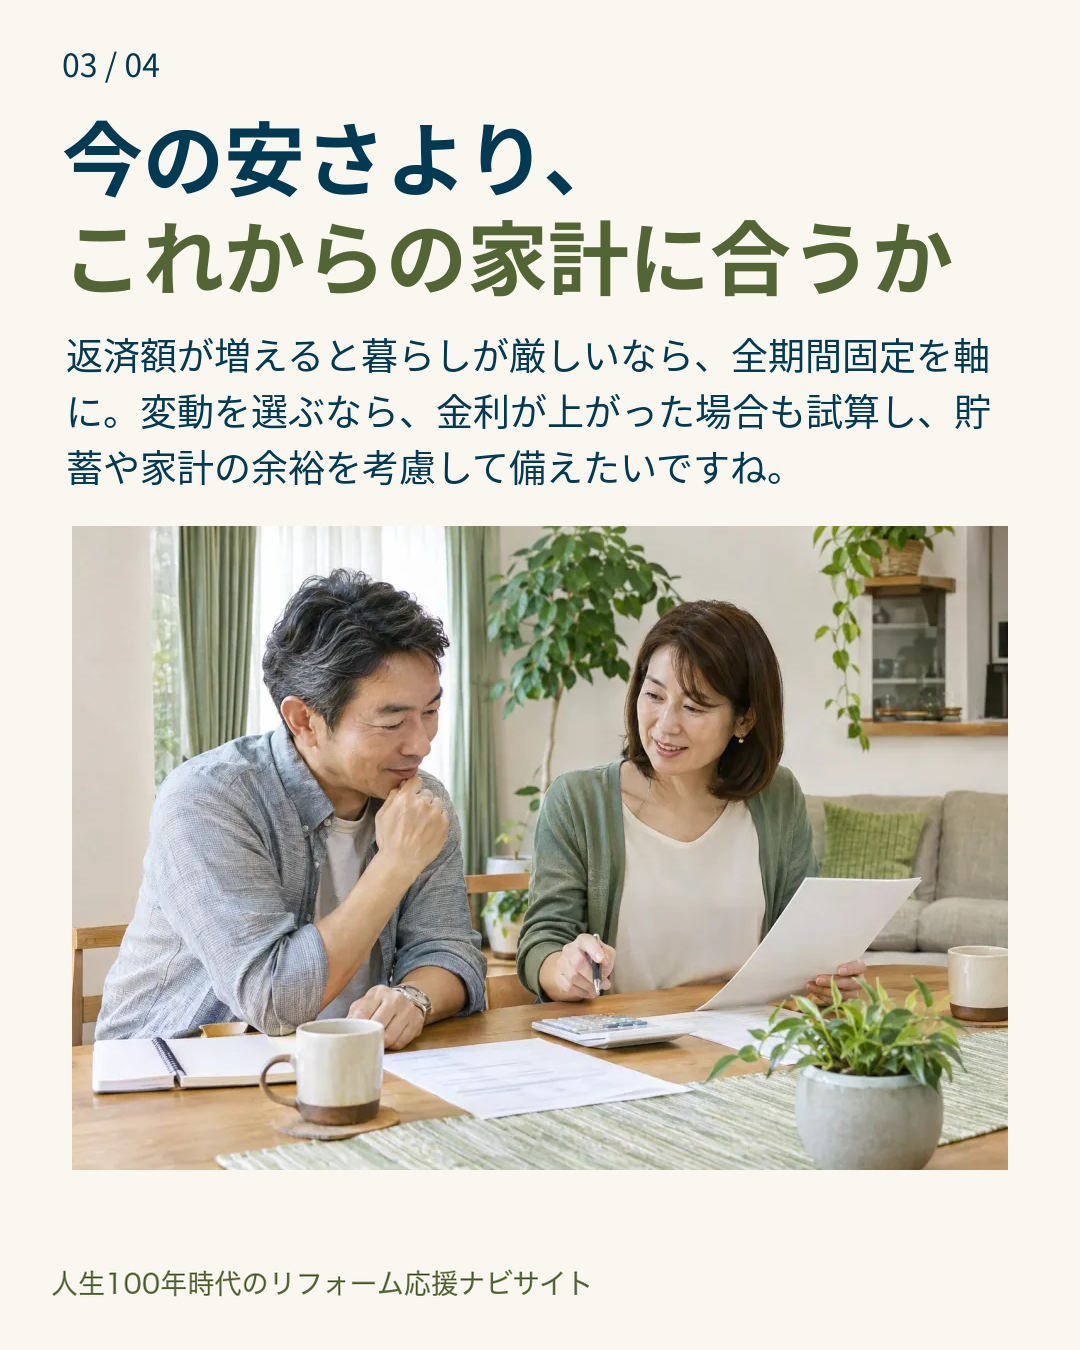 03 / 04
今の安さより、
これからの家計に合うか
返済額が増えると暮らしが厳しいなら、全期間固定を軸
に。変動を選ぶなら、金利が上がった場合も試算し、貯
蓄や家計の余裕を考慮して備えたいですね。
人生100年時代のリフォーム応援ナビサイト